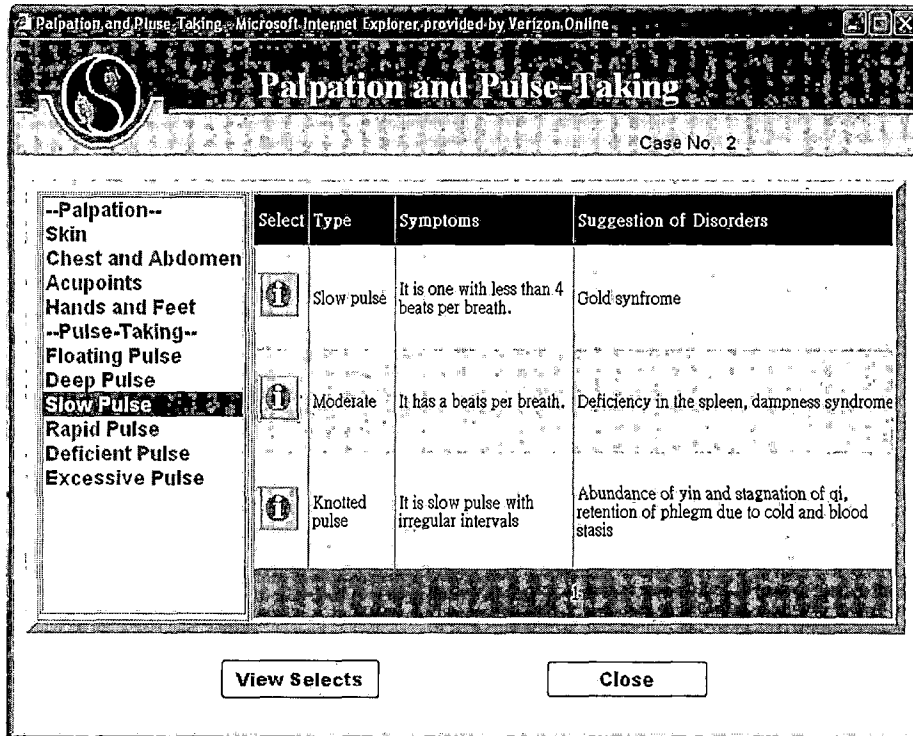 Palpation and Pluse-Taking - Microsoft Internet Explorer provided by Verizon Online
Palpation and Pulse-Taking
Case No. 2
--Palpation--
Skin
Chest and Abdomen
Acupoints
Hands and Feet
--Pulse-Taking--
Floating Pulse
Deep Pulse
Slow Pulse
Rapid Pulse
Deficient Pulse
Excessive Pulse
Select Type Symptoms Suggestion of Disorders
Slow pulse
It is one with less than 4
beats per breath.
Gold synfrome
Moderate
It has a beats per breath.
Deficiency in the spleen, dampness syndrome
Knotted
pulse
It is slow pulse with
irregular intervals
Abundance of yin and stagnation of qi,
retention of phlegm due to cold and blood
stasis
1
View Selects
Close